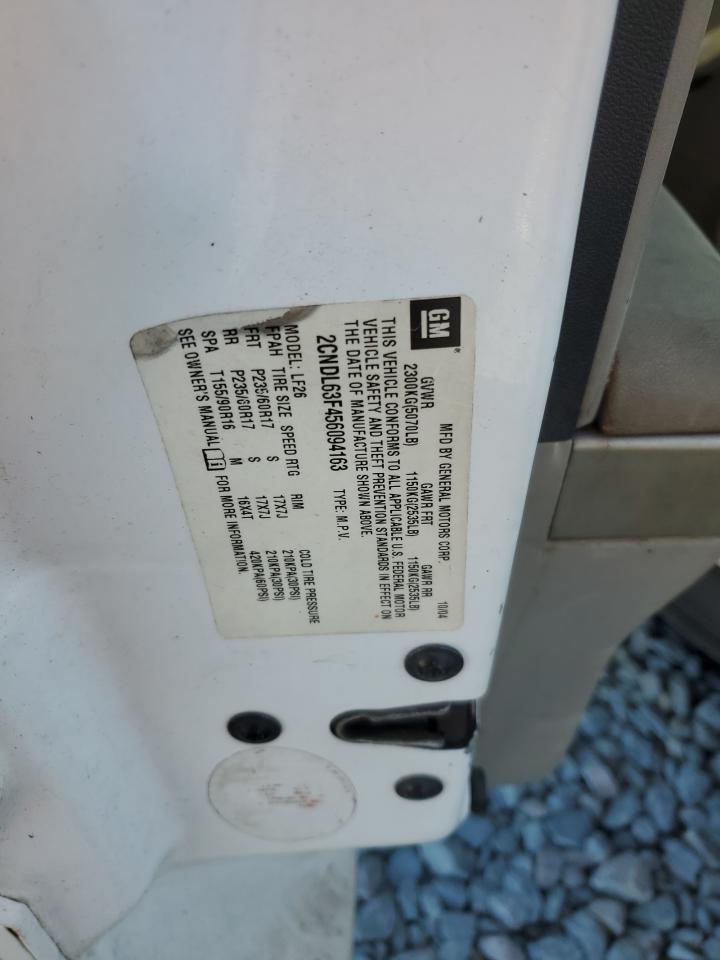 GM®
MFD BY GENERAL MOTORS CORP. 10/04
GVWR GAWR FRT GAWR RR
2300KG(5070LB) 1150KG(2535LB) 1150KG(2535LB)
THIS VEHICLE CONFORMS TO ALL APPLICABLE U.S. FEDERAL MOTOR
VEHICLE SAFETY AND THEFT PREVENTION STANDARDS IN EFFECT ON
THE DATE OF MANUFACTURE SHOWN ABOVE.
2CNDL63F456094163 TYPE: M.P.V.
MODEL: LF26
FPAH TIRE SIZE SPEED RTG RIM COLD TIRE PRESSURE
FRT P235/60R17 S 17X7J 210KPA(30PSI)
RR P235/60R17 S 17X7J 210KPA(30PSI)
SPA T155/90R16 M 16X4T 420KPA(60PSI)
SEE OWNER'S MANUAL FOR MORE INFORMATION.